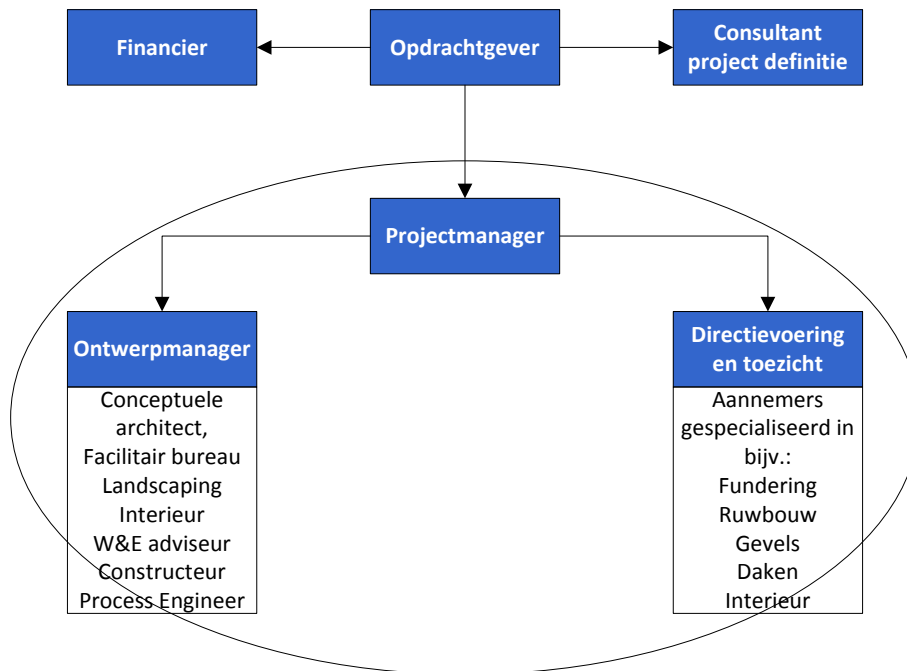 Financier
Opdrachtgever
Consultant
project definitie
Projectmanager
Ontwerpmanager
Conceptuele
architect,
Facilitair bureau
Landscaping
Interieur
W&E adviseur
Constructeur
Process Engineer
Directievoering
en toezicht
Aannemers
gespecialiseerd in
bijv.:
Fundering
Ruwbouw
Gevels
Daken
Interieur